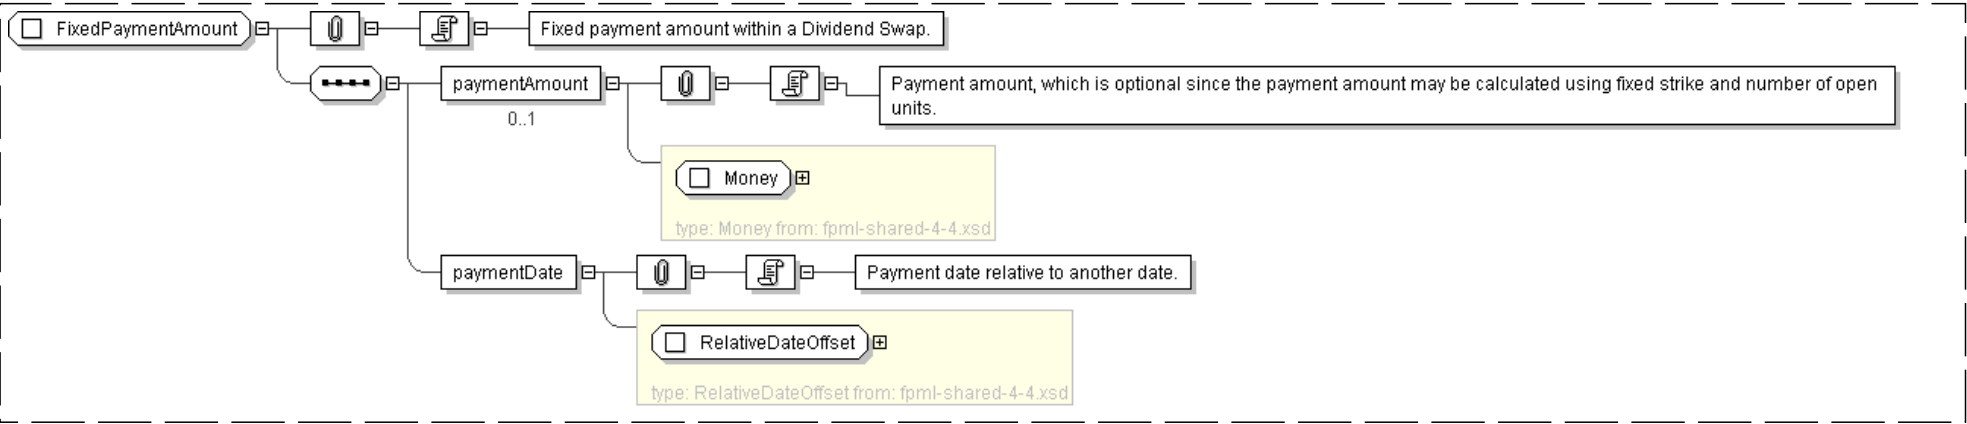 FixedPaymentAmount
Fixed payment amount within a Dividend Swap.
paymentAmount
0..1
Payment amount, which is optional since the payment amount may be calculated using fixed strike and number of open
units.
Money
type: Money from: fpml-shared-4-4.xsd
paymentDate
Payment date relative to another date.
RelativeDateOffset
type: RelativeDateOffset from: fpml-shared-4-4.xsd